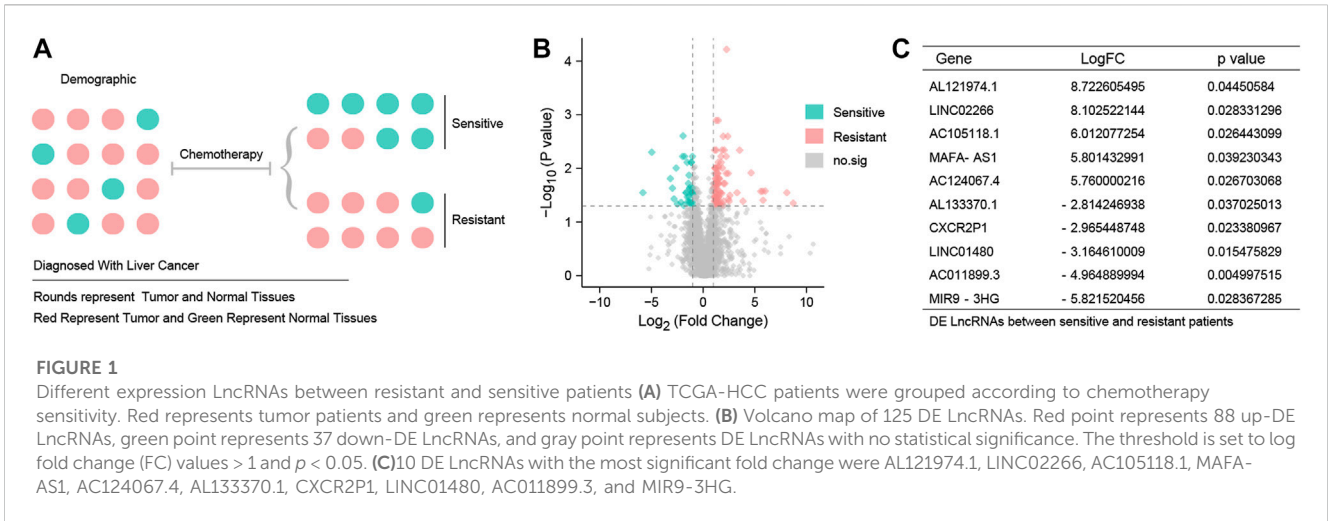 A
Demographic
Chemotherapy
Sensitive
Resistant
Diagnosed With Liver Cancer
Rounds represent Tumor and Normal Tissues
Red Represent Tumor and Green Represent Normal Tissues
B
−Log10 (P value)
4
3
2
1
0
−10 −5 0 5 10
Log2 (Fold Change)
Sensitive
Resistant
no.sig
C
Gene LogFC p value
AL121974.1 8.722605495 0.04450584
LINC02266 8.102522144 0.028331296
AC105118.1 6.012077254 0.026443099
MAFA- AS1 5.801432991 0.039230343
AC124067.4 5.760000216 0.026703068
AL133370.1 - 2.814246938 0.037025013
CXCR2P1 - 2.965448748 0.023380967
LINC01480 - 3.164610009 0.015475829
AC011899.3 - 4.964889994 0.004997515
MIR9 - 3HG - 5.821520456 0.028367285
DE LncRNAs between sensitive and resistant patients
FIGURE 1
Different expression LncRNAs between resistant and sensitive patients (A) TCGA-HCC patients were grouped according to chemotherapy
sensitivity. Red represents tumor patients and green represents normal subjects. (B) Volcano map of 125 DE LncRNAs. Red point represents 88 up-DE
LncRNAs, green point represents 37 down-DE LncRNAs, and gray point represents DE LncRNAs with no statistical significance. The threshold is set to log
fold change (FC) values > 1 and p < 0.05. (C)10 DE LncRNAs with the most significant fold change were AL121974.1, LINC02266, AC105118.1, MAFA-
AS1, AC124067.4, AL133370.1, CXCR2P1, LINC01480, AC011899.3, and MIR9-3HG.